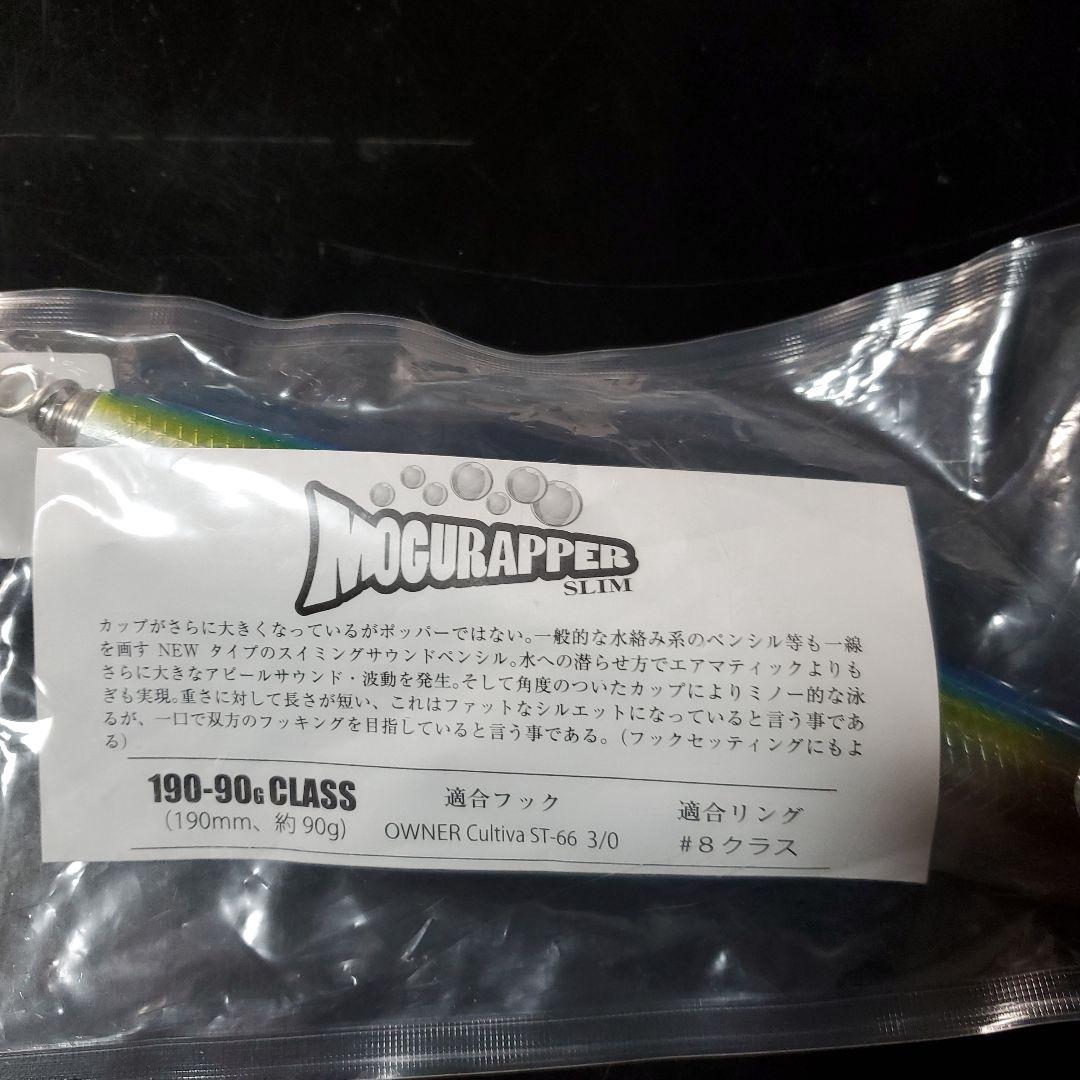 MOGURAPPER
SLIM
カップがさらに大きくなっているがポッパーではない。一般的な水絡み系のペンシル等も一線
を画す NEW タイプのスイミングサウンドペンシル。水への潜らせ方でエアマティックよりも
さらに大きなアピールサウンド・波動を発生。そして角度のついたカップによりミノー的な泳
ぎも実現。重さに対して長さが短い、これはファットなシルエットになっていると言う事であ
るが、一口で双方のフッキングを目指していると言う事である。（フックセッティングにもよ
る）
190-90G CLASS
(190mm、約 90g)
適合フック
OWNER Cultiva ST-66 3/0
適合リング
#8クラス